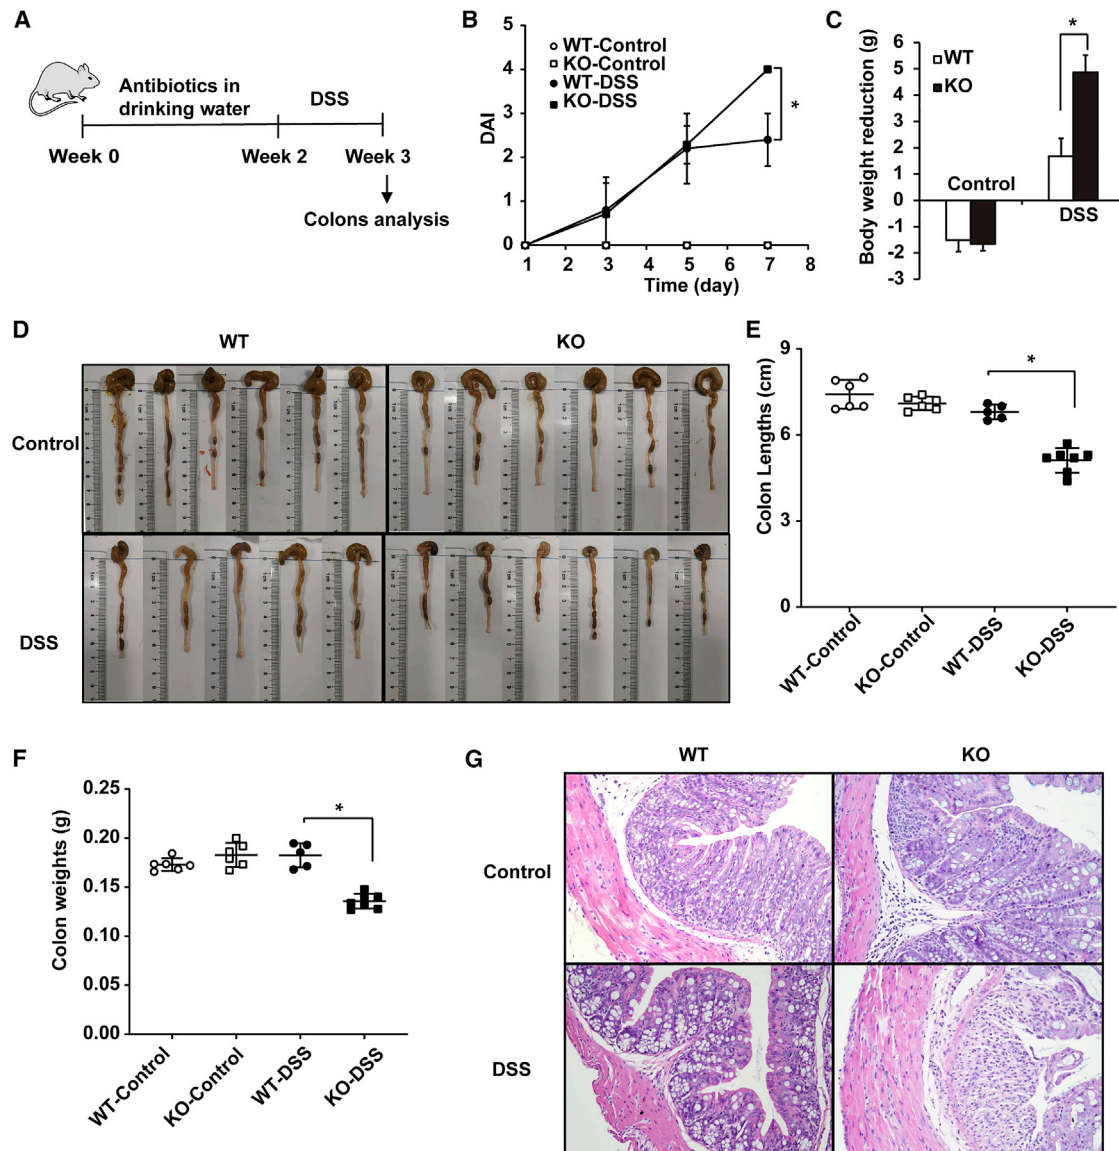 A
Antibiotics in
drinking water
DSS
Week 0
Week 2
Week 3
Colons analysis
B
DAI
5
4
3
2
1
0
WT-Control
KO-Control
WT-DSS
KO-DSS
*
1 2 3 4 5 6 7 8
Time (day)
C
Body weight reduction (g)
6
5
4
3
2
1
0
-1
-2
-3
WT
KO
*
Control
DSS
D
WT
KO
Control
DSS
E
Colon Lengths (cm)
9
6
3
0
*
WT-Control
KO-Control
WT-DSS
KO-DSS
F
Colon weights (g)
0.25
0.20
0.15
0.10
0.05
0.00
*
WT-Control
KO-Control
WT-DSS
KO-DSS
G
WT
KO
Control
DSS